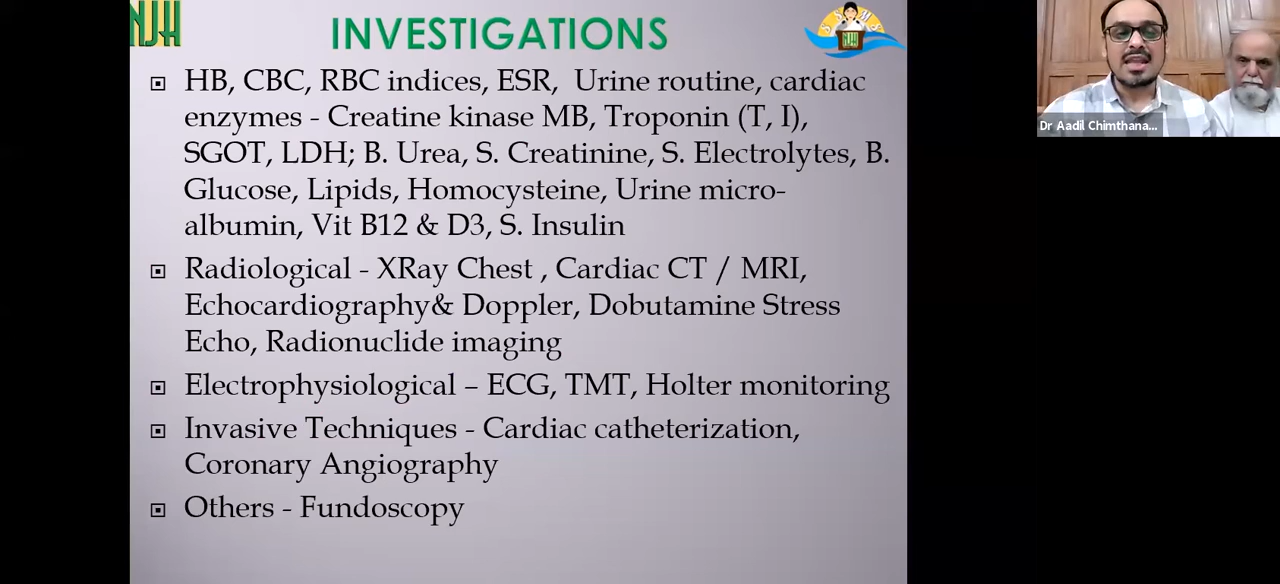 NJH
INVESTIGATIONS
S S M S
NJH
HB, CBC, RBC indices, ESR,  Urine routine, cardiac
enzymes - Creatine kinase MB, Troponin (T, I),
SGOT, LDH; B. Urea, S. Creatinine, S. Electrolytes, B.
Glucose, Lipids, Homocysteine, Urine micro-
albumin, Vit B12 & D3, S. Insulin
Radiological - XRay Chest , Cardiac CT / MRI,
Echocardiography& Doppler, Dobutamine Stress
Echo, Radionuclide imaging
Electrophysiological – ECG, TMT, Holter monitoring
Invasive Techniques - Cardiac catheterization,
Coronary Angiography
Others - Fundoscopy
Dr Aadil Chimthana...